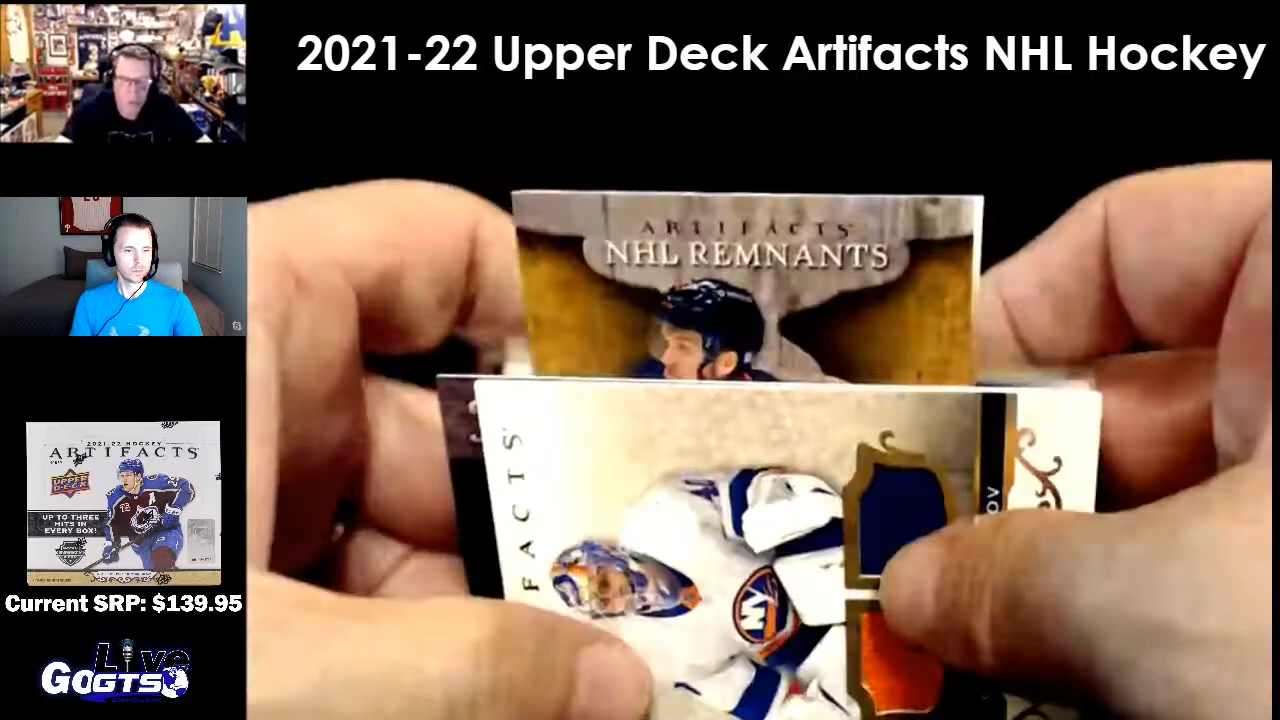 2021-22 Upper Deck Artifacts NHL Hockey
ARTIFACTS
NHL REMNANTS
FACTS
OV
NY
2021-22 HOCKEY
ARTIFACTS
UPPER
DECK
UP TO THREE
HITS IN
EVERY BOX!
Current SRP: $139.95
Live
GoGTS